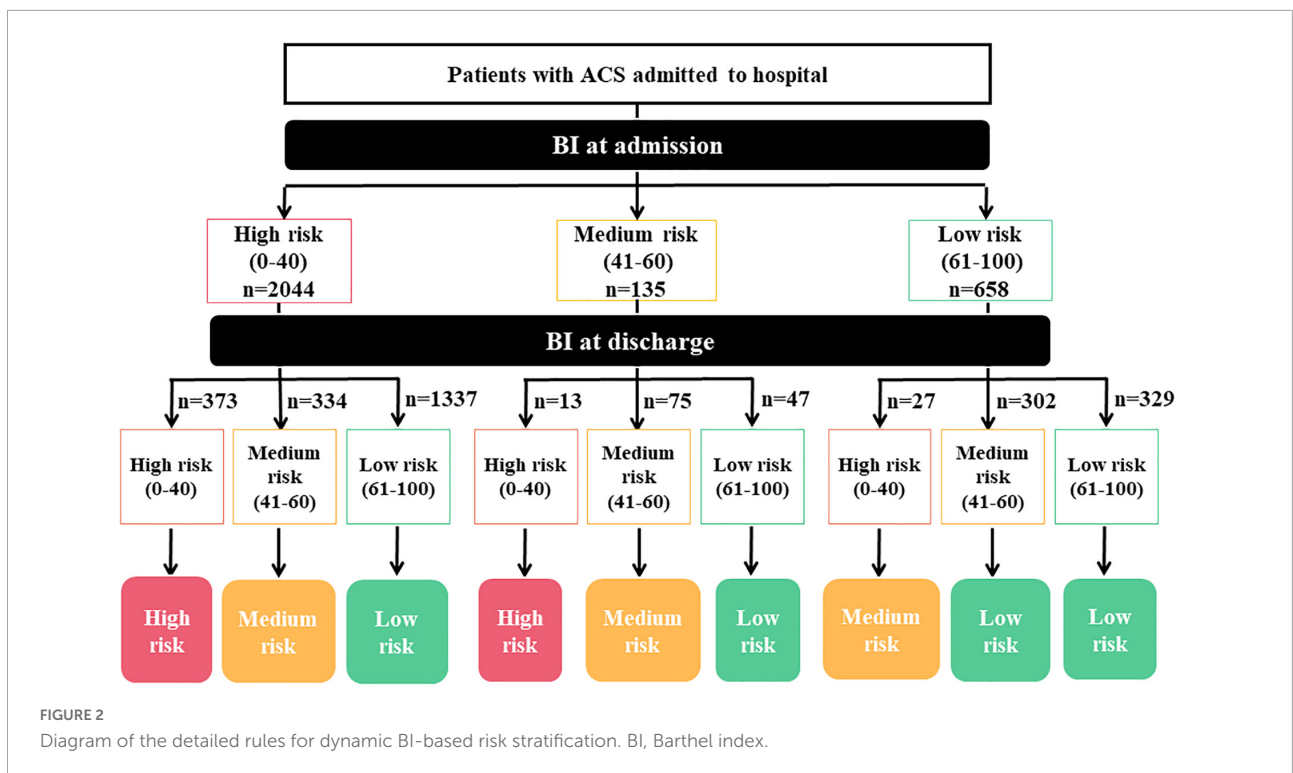 Patients with ACS admitted to hospital
BI at admission
High risk
(0-40)
n=2044
Medium risk
(41-60)
n=135
Low risk
(61-100)
n=658
BI at discharge
n=373
n=334
n=1337
n=13
n=75
n=47
n=27
n=302
n=329
High risk
(0-40)
Medium
risk
(41-60)
Low risk
(61-100)
High risk
(0-40)
Medium
risk
(41-60)
Low risk
(61-100)
High risk
(0-40)
Medium
risk
(41-60)
Low risk
(61-100)
High
risk
Medium
risk
Low
risk
High
risk
Medium
risk
Low
risk
Medium
risk
Low
risk
Low
risk
FIGURE 2
Diagram of the detailed rules for dynamic BI-based risk stratification. BI, Barthel index.